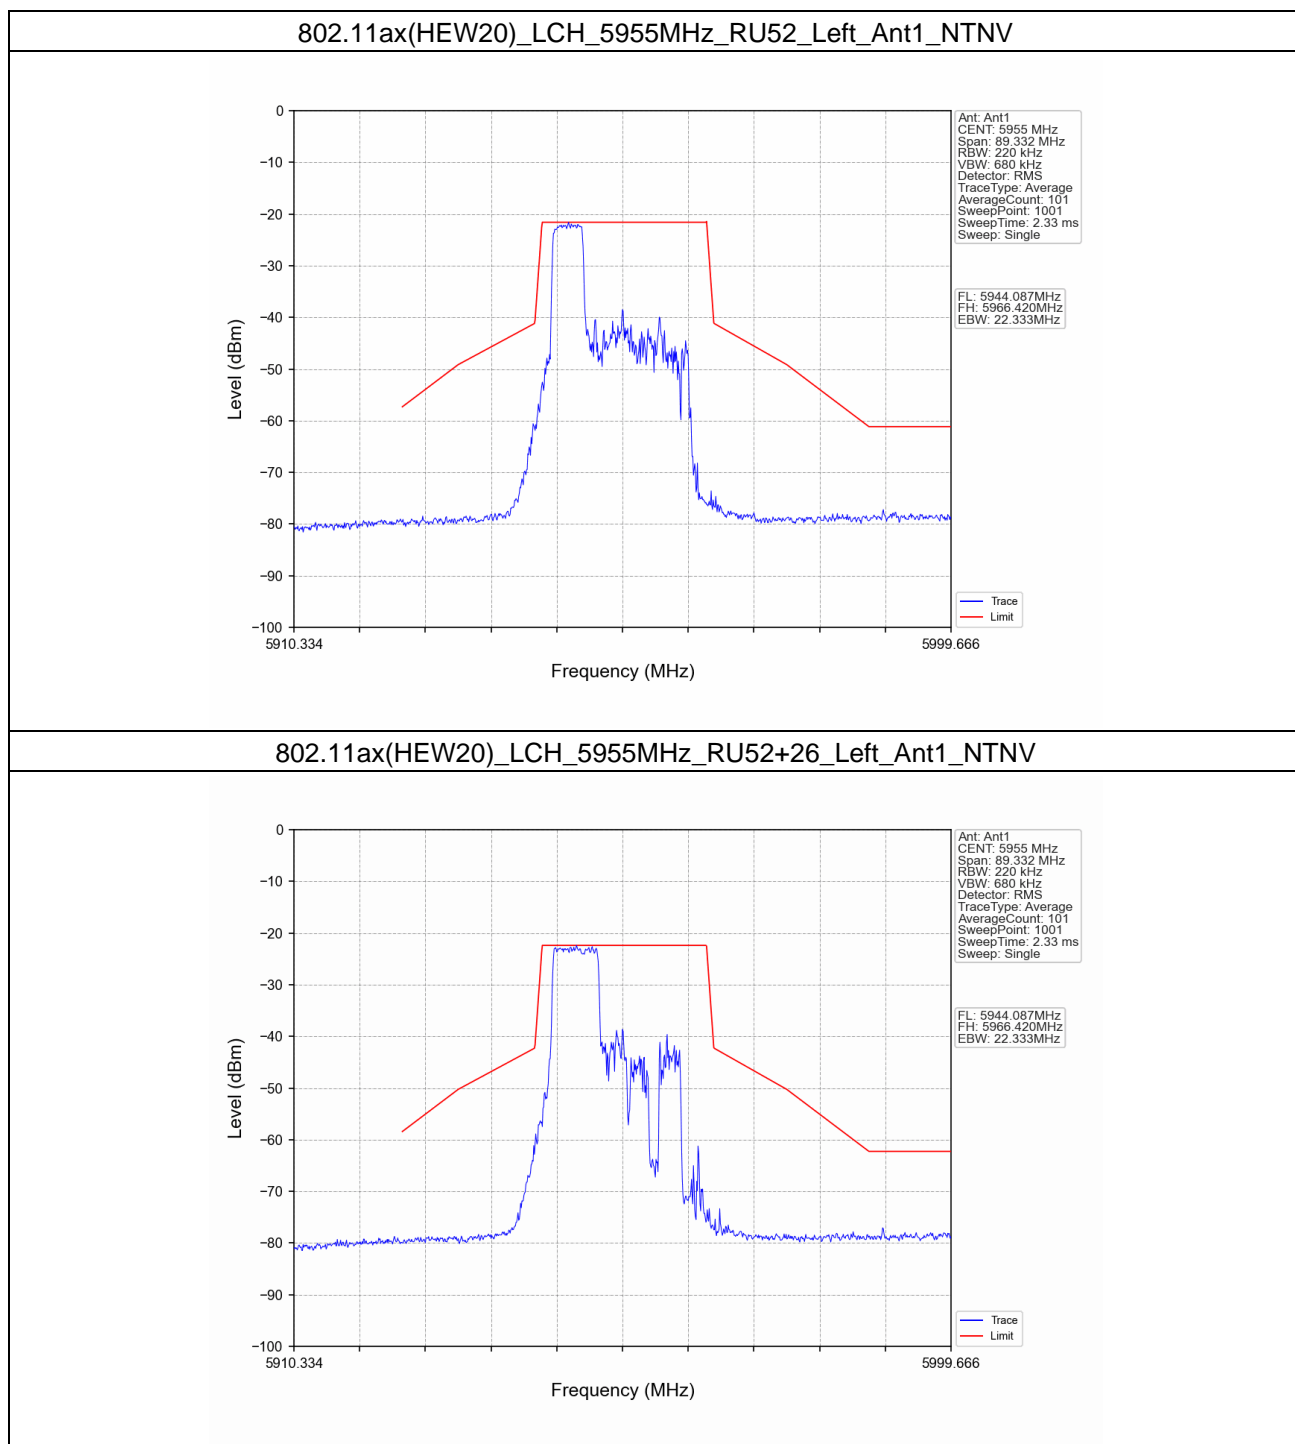 802.11ax(HEW20)_LCH_5955MHz_RU52_Left_Ant1_NTNV
0
−10
−20
−30
−40
−50
−60
−70
−80
−90
−100
Level (dBm)
5910.334
5999.666
Frequency (MHz)
Ant: Ant1
CENT: 5955 MHz
Span: 89.332 MHz
RBW: 220 kHz
VBW: 680 kHz
Detector: RMS
TraceType: Average
AverageCount: 101
SweepPoint: 1001
SweepTime: 2.33 ms
Sweep: Single
FL: 5944.087MHz
FH: 5966.420MHz
EBW: 22.333MHz
Trace
Limit
802.11ax(HEW20)_LCH_5955MHz_RU52+26_Left_Ant1_NTNV
0
−10
−20
−30
−40
−50
−60
−70
−80
−90
−100
Level (dBm)
5910.334
5999.666
Frequency (MHz)
Ant: Ant1
CENT: 5955 MHz
Span: 89.332 MHz
RBW: 220 kHz
VBW: 680 kHz
Detector: RMS
TraceType: Average
AverageCount: 101
SweepPoint: 1001
SweepTime: 2.33 ms
Sweep: Single
FL: 5944.087MHz
FH: 5966.420MHz
EBW: 22.333MHz
Trace
Limit